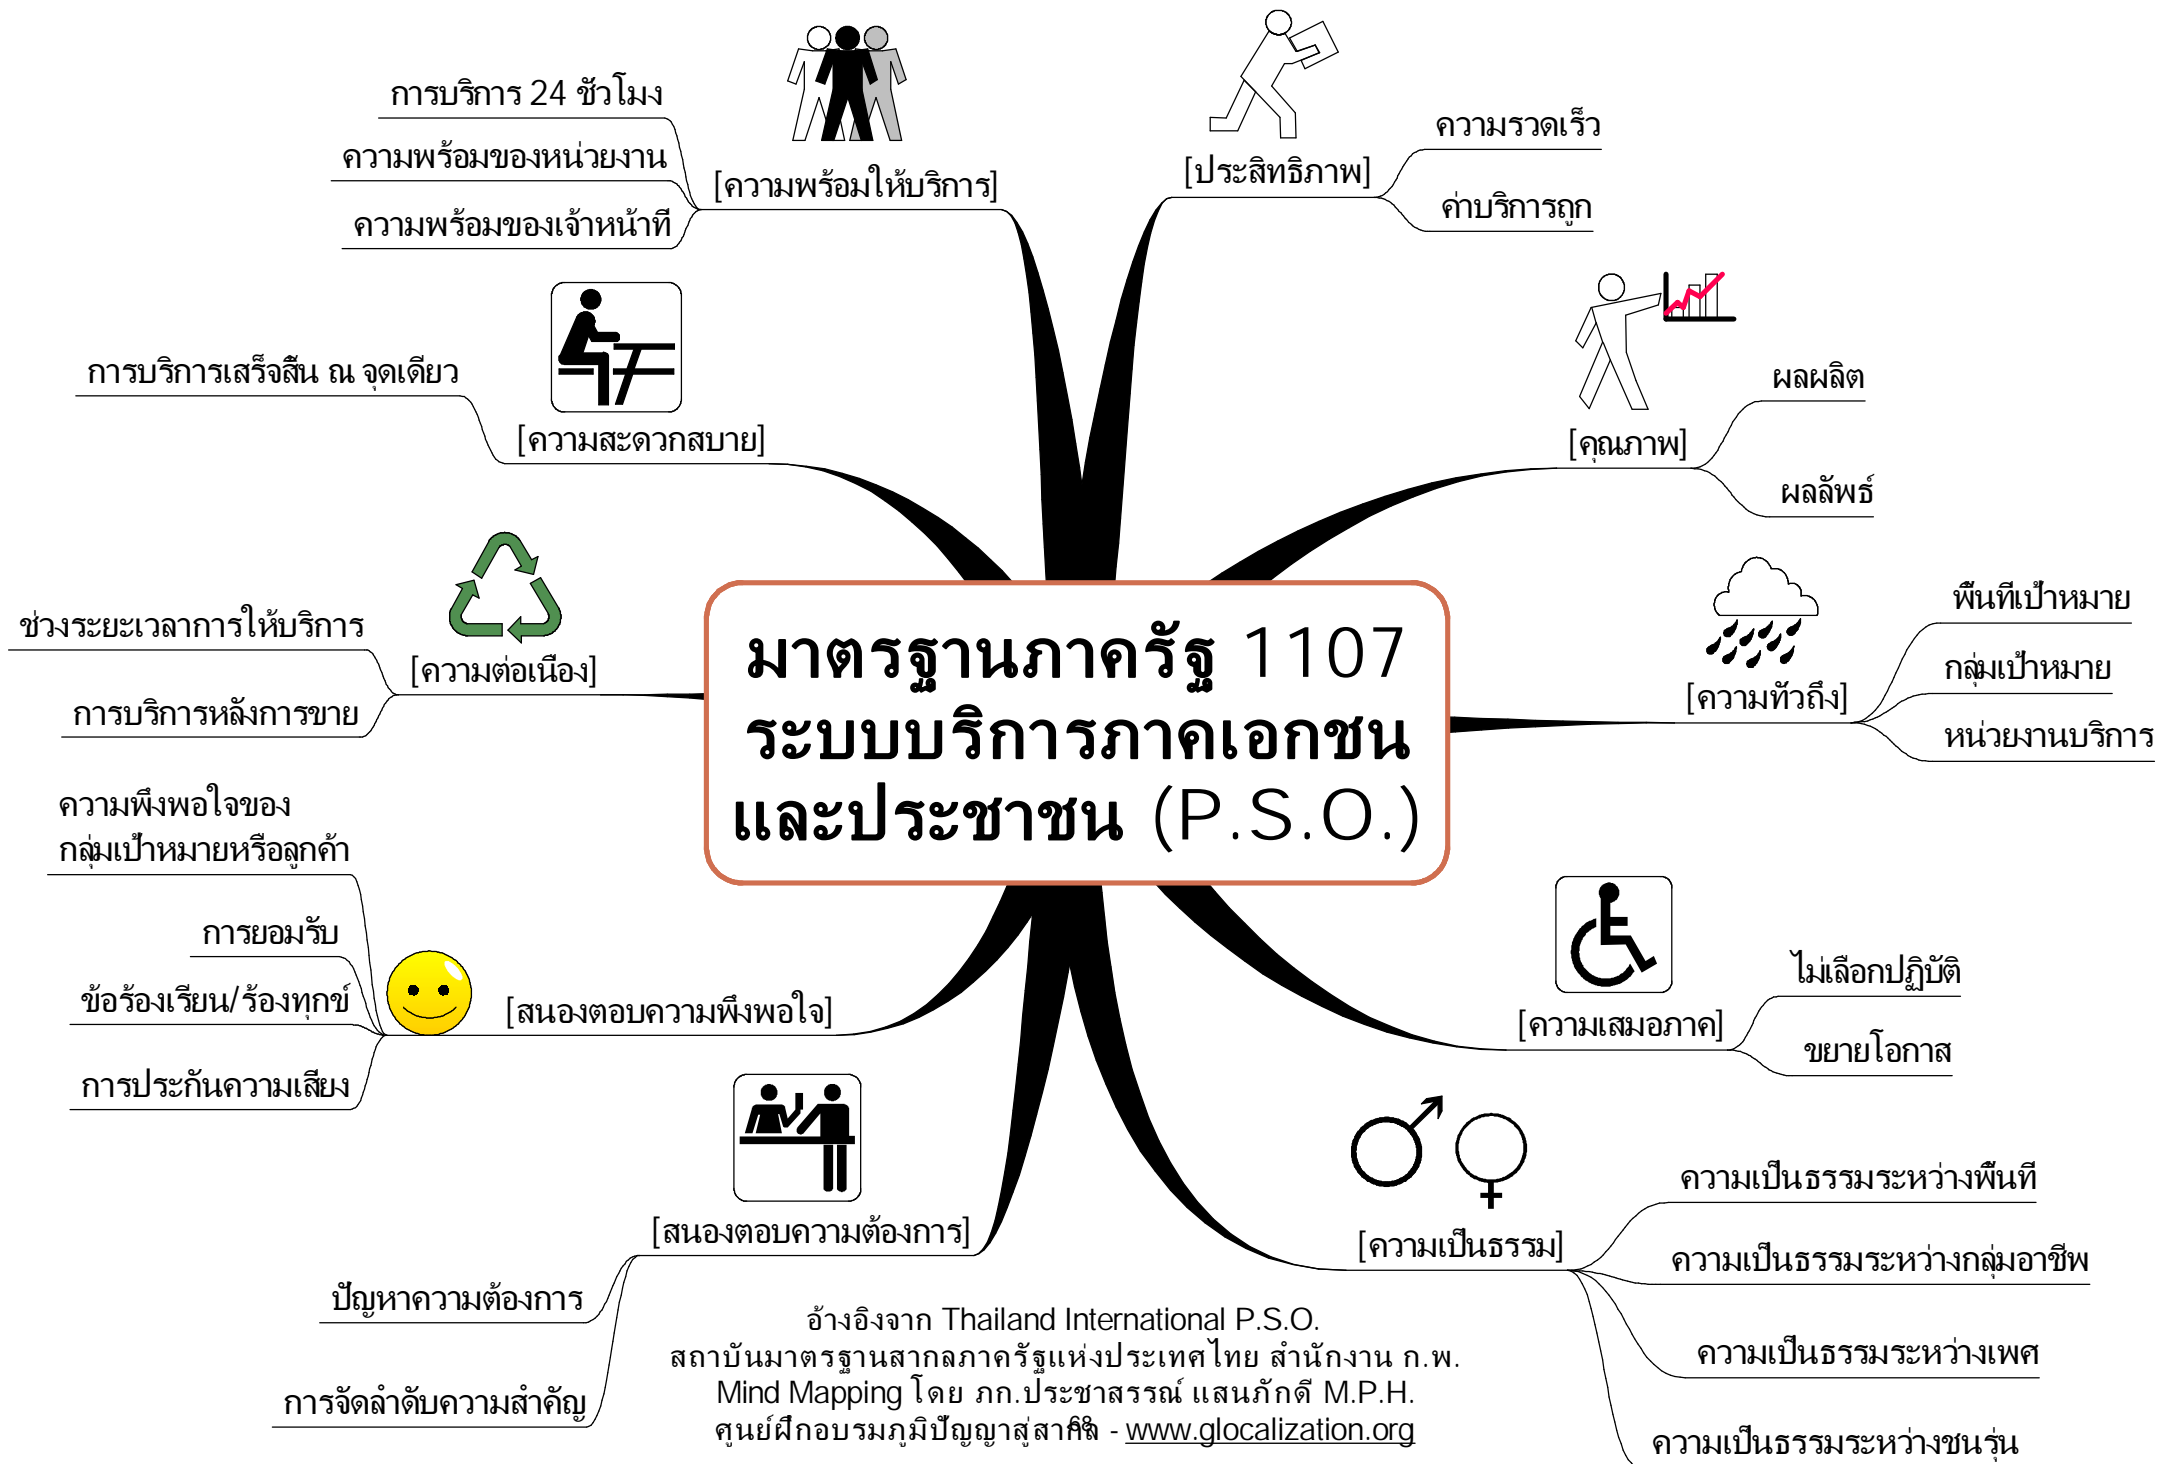 มาตรฐานภาครัฐ 1107
ระบบบริการภาคเอกชน
และประชาชน (P.S.O.)
[ประสิทธิภาพ]
ความรวดเร็ว
ค่าบริการถูก
[คุณภาพ]
ผลผลิต
ผลลัพธ์
[ความทั่วถึง]
พื้นที่เป้าหมาย
กลุ่มเป้าหมาย
หน่วยงานบริการ
[ความเสมอภาค]
ไม่เลือกปฏิบัติ
ขยายโอกาส
[ความเป็นธรรม]
ความเป็นธรรมระหว่างพื้นที่
ความเป็นธรรมระหว่างกลุ่มอาชีพ
ความเป็นธรรมระหว่างเพศ
ความเป็นธรรมระหว่างชนรุ่น
[สนองตอบความต้องการ]
ปัญหาความต้องการ
การจัดลำดับความสำคัญ
[สนองตอบความพึงพอใจ]
ความพึงพอใจของ
กลุ่มเป้าหมายหรือลูกค้า
การยอมรับ
ข้อร้องเรียน/ร้องทุกข์
การประกันความเสี่ยง
[ความต่อเนื่อง]
ช่วงระยะเวลาการให้บริการ
การบริการหลังการขาย
[ความสะดวกสบาย]
การบริการเสร็จสิ้น ณ จุดเดียว
[ความพร้อมให้บริการ]
การบริการ 24 ชั่วโมง
ความพร้อมของหน่วยงาน
ความพร้อมของเจ้าหน้าที่
อ้างอิงจาก Thailand International P.S.O.
สถาบันมาตรฐานสากลภาครัฐแห่งประเทศไทย สำนักงาน ก.พ.
Mind Mapping โดย ภก.ประชาสรรณ์ แสนภักดี M.P.H.
ศูนย์ฝึกอบรมภูมิปัญญาสู่สากล - www.glocalization.org
68